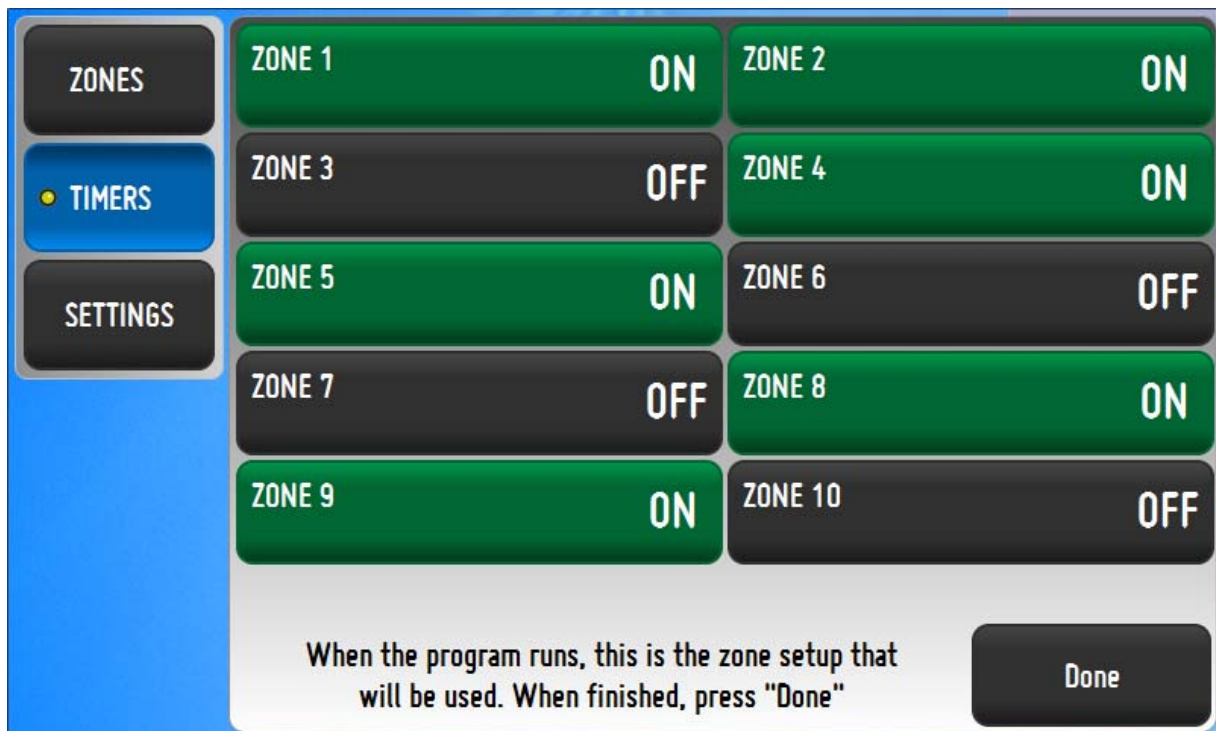 ZONES
TIMERS
SETTINGS
ZONE 1 ON
ZONE 2 ON
ZONE 3 OFF
ZONE 4 ON
ZONE 5 ON
ZONE 6 OFF
ZONE 7 OFF
ZONE 8 ON
ZONE 9 ON
ZONE 10 OFF
When the program runs, this is the zone setup that
will be used. When finished, press "Done"
Done